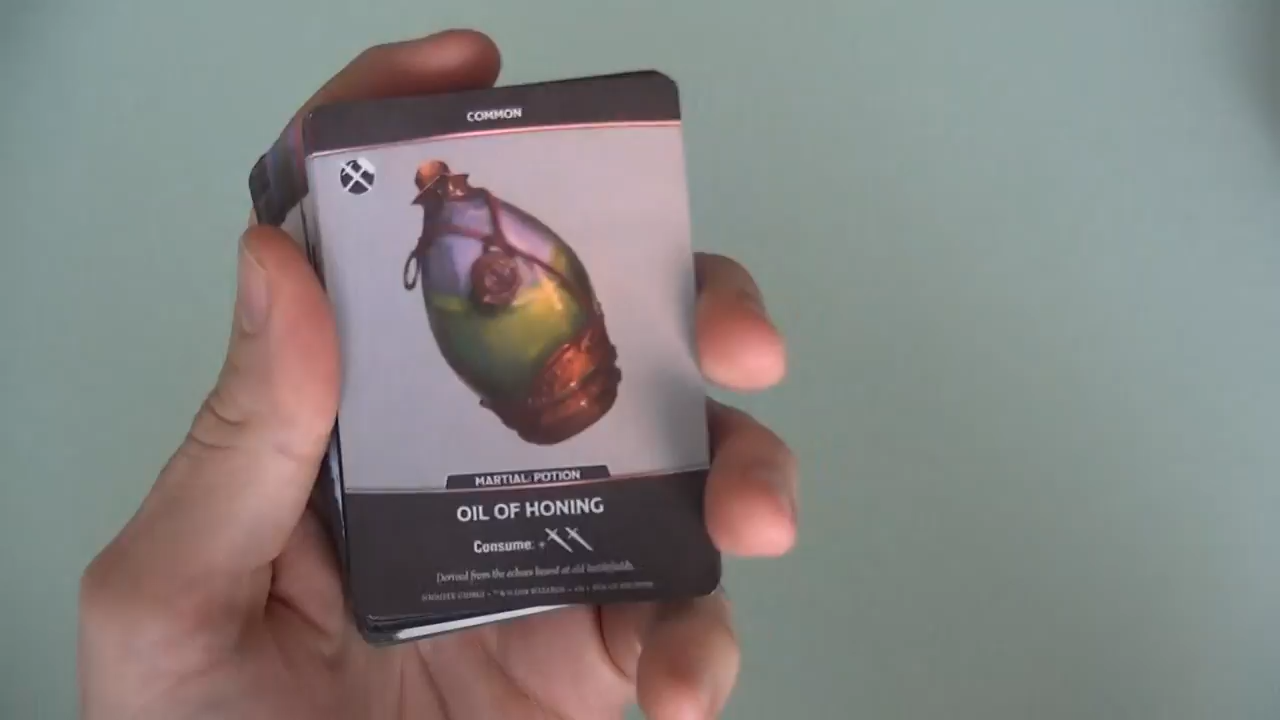 COMMON
MARTIAL: POTION
OIL OF HONING
Consume: +
Derived from the echoes heard at old battlefields.